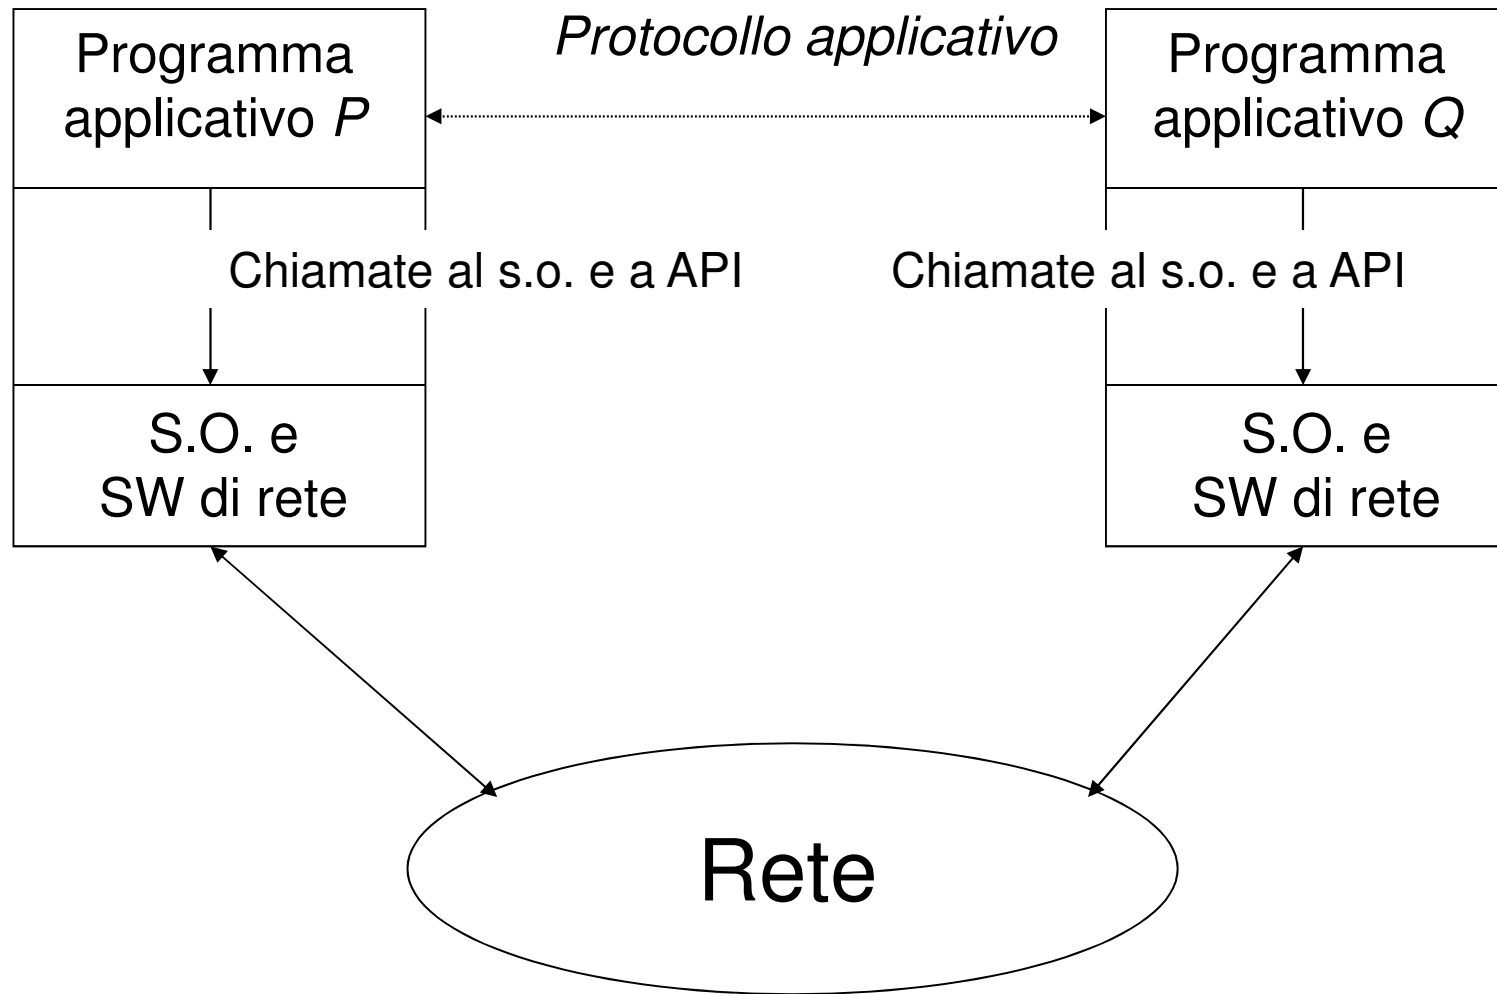 Programma
applicativo P
Protocollo applicativo
Programma
applicativo Q
Chiamate al s.o. e a API
Chiamate al s.o. e a API
S.O. e
SW di rete
S.O. e
SW di rete
Rete